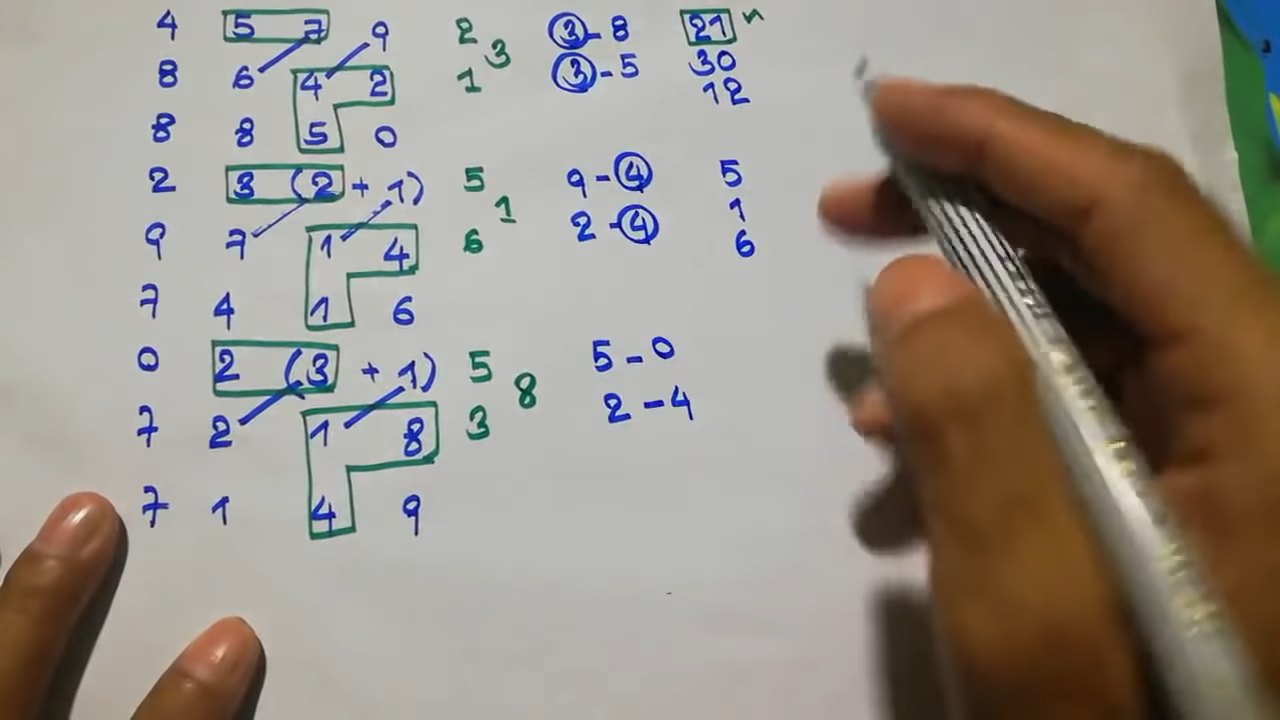 4 5 7 9 2 3 3-8 21 n
8 6 4 2 1 3-5 30
12
8 8 5 0
2 3 (2 + 1) 5 1 9-4 5
1
9 7 1 4 6 2-4 6
7 4 1 6
0 2 (3 + 1) 5 8 5-0
7 2 1 8 3 2-4
7 1 4 9